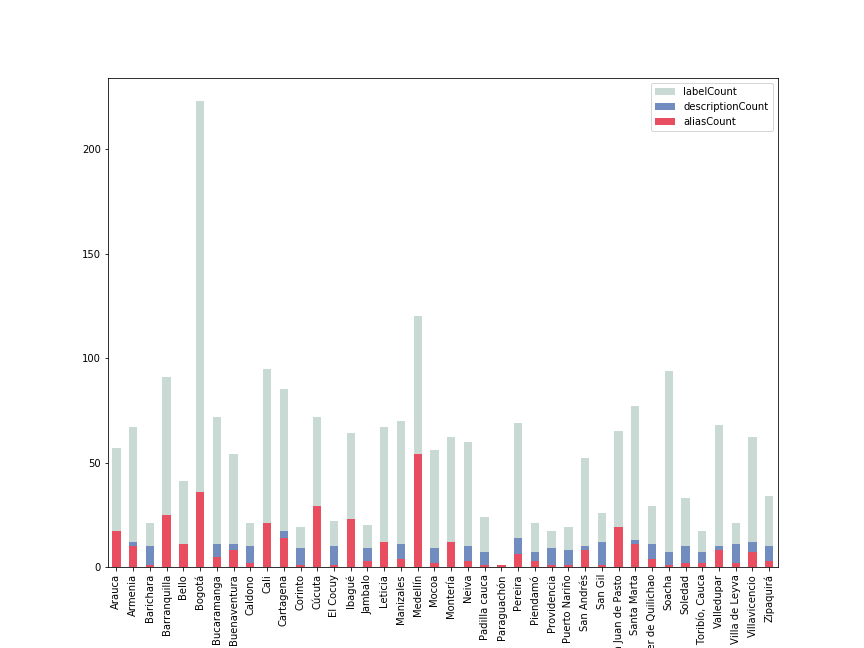 labelCount
descriptionCount
aliasCount
200
150
100
50
0
Arauca
Armenia
Barichara
Barranquilla
Bello
Bogotá
Bucaramanga
Buenaventura
Caldono
Cali
Cartagena
Corinto
Cúcuta
El Cocuy
Ibagué
Jambalo
Leticia
Manizales
Medellín
Mocoa
Montería
Neiva
Padilla cauca
Paraguachón
Pereira
Piendamó
Providencia
Puerto Nariño
San Andrés
San Gil
Juan de Pasto
Santa Marta
er de Quilichao
Soacha
Soledad
Toribío, Cauca
Valledupar
Villa de Leyva
Villavicencio
Zipaquirá